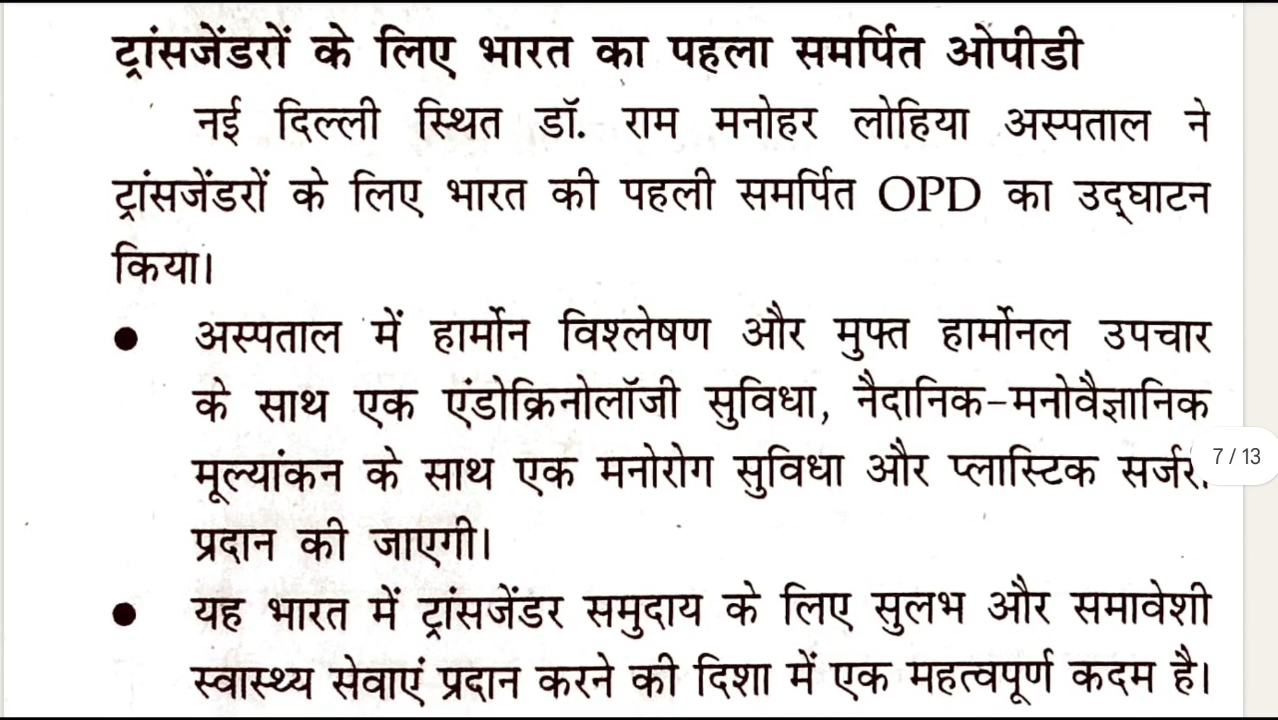 ट्रांसजेंडरों के लिए भारत का पहला समर्पित ओपीडी
नई दिल्ली स्थित डॉ. राम मनोहर लोहिया अस्पताल ने
ट्रांसजेंडरों के लिए भारत की पहली समर्पित OPD का उद्घाटन
किया।
● अस्पताल में हार्मोन विश्लेषण और मुफ्त हार्मोनल उपचार
के साथ एक एंडोक्रिनोलॉजी सुविधा, नैदानिक-मनोवैज्ञानिक
मूल्यांकन के साथ एक मनोरोग सुविधा और प्लास्टिक
प्रदान की जाएगी।
● यह भारत में ट्रांसजेंडर समुदाय के लिए सुलभ और समावेशी
स्वास्थ्य सेवाएं प्रदान करने की दिशा में एक महत्वपूर्ण कदम है।
7 / 13